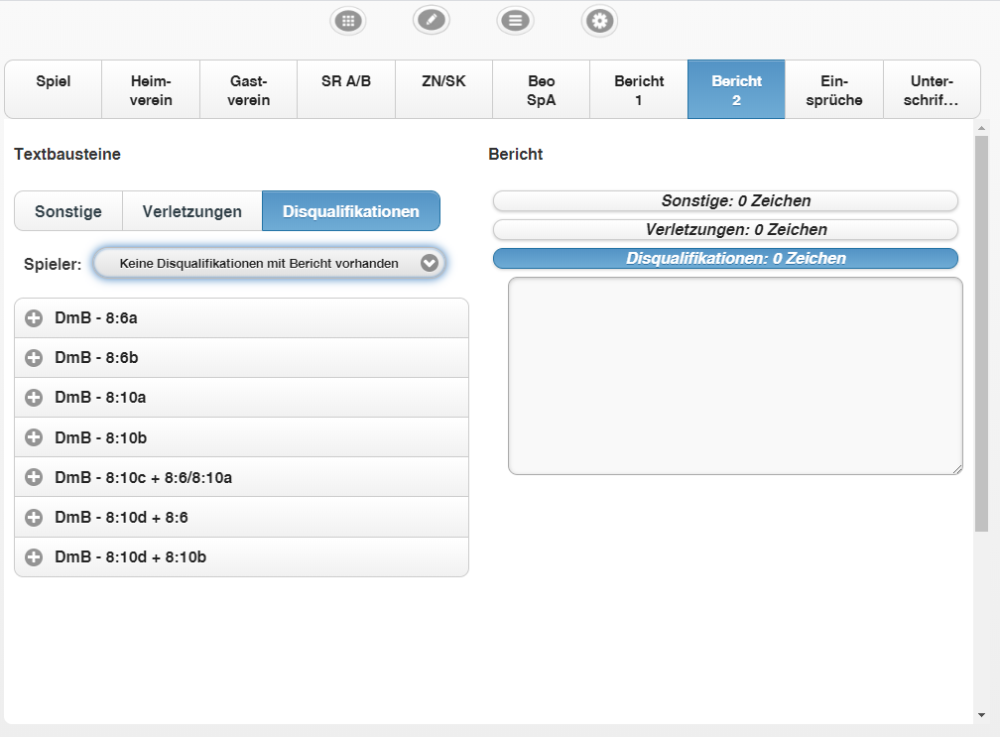 Spiel
Heim-
verein
Gast-
verein
SR A/B
ZN/SK
Beo
SpA
Bericht
1
Bericht
2
Ein-
sprüche
Unter-
schrif...
Textbausteine
Bericht
Sonstige
Verletzungen
Disqualifikationen
Spieler:
Keine Disqualifikationen mit Bericht vorhanden
DmB - 8:6a
DmB - 8:6b
DmB - 8:10a
DmB - 8:10b
DmB - 8:10c + 8:6/8:10a
DmB - 8:10d + 8:6
DmB - 8:10d + 8:10b
Sonstige: 0 Zeichen
Verletzungen: 0 Zeichen
Disqualifikationen: 0 Zeichen